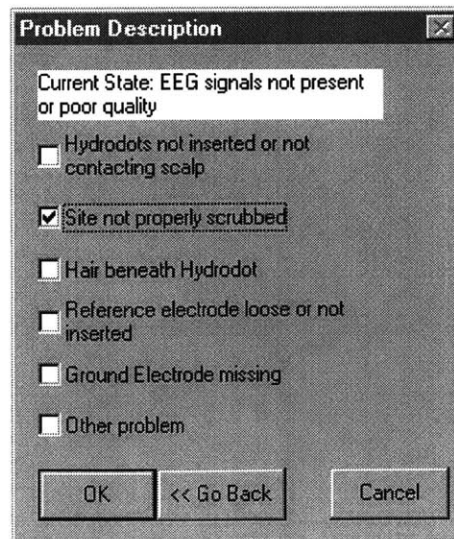 Problem Description
Current State: EEG signals not present
or poor quality
Hydrodots not inserted or not
contacting scalp
Site not properly scrubbed
Hair beneath Hydrodot
Reference electrode loose or not
inserted
Ground Electrode missing
Other problem
OK
<< Go Back
Cancel